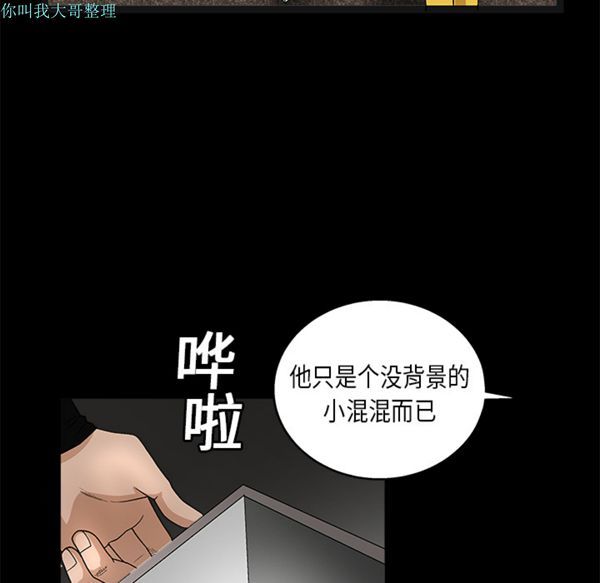 你叫我大哥整理
哗
啦
他只是个没背景的
小混混而已